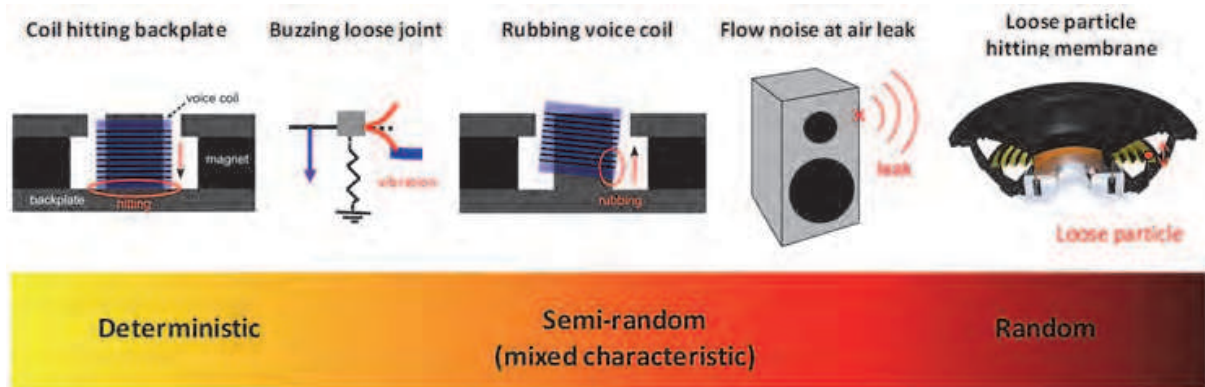 Coil hitting backplate
Buzzing loose joint
Rubbing voice coil
Flow noise at air leak
Loose particle
hitting membrane
voice coil
magnet
backplate
hitting
vibration
rubbing
leak
Loose particle
Deterministic
Semi-random
(mixed characteristic)
Random